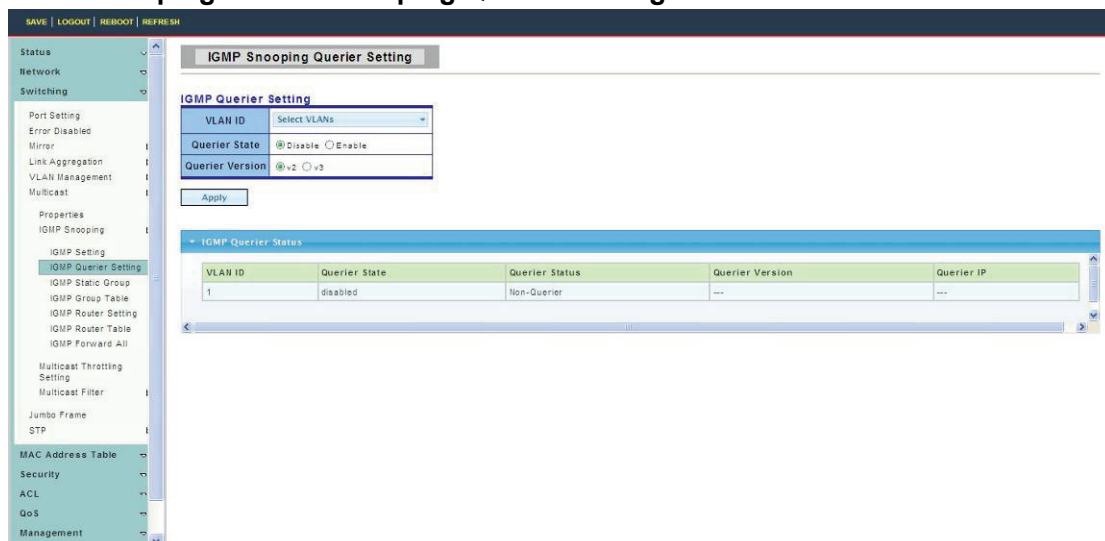 SAVE | LOGOUT | REBOOT | REFRESH
Status
Network
Switching
Port Setting
Error Disabled
Mirror
Link Aggregation
VLAN Management
Multicast
Properties
IGMP Snooping
IGMP Setting
IGMP Querier Setting
IGMP Static Group
IGMP Group Table
IGMP Router Setting
IGMP Router Table
IGMP Forward All
Multicast Throttling
Setting
Multicast Filter
Jumbo Frame
STP
MAC Address Table
Security
ACL
QoS
Management
IGMP Snooping Querier Setting
IGMP Querier Setting
VLAN ID Select VLANs
Querier State Disable Enable
Querier Version v2 v3
Apply
IGMP Querier Status
VLAN ID Querier State Querier Status Querier Version Querier IP
1 disabled Non-Querier --- ---